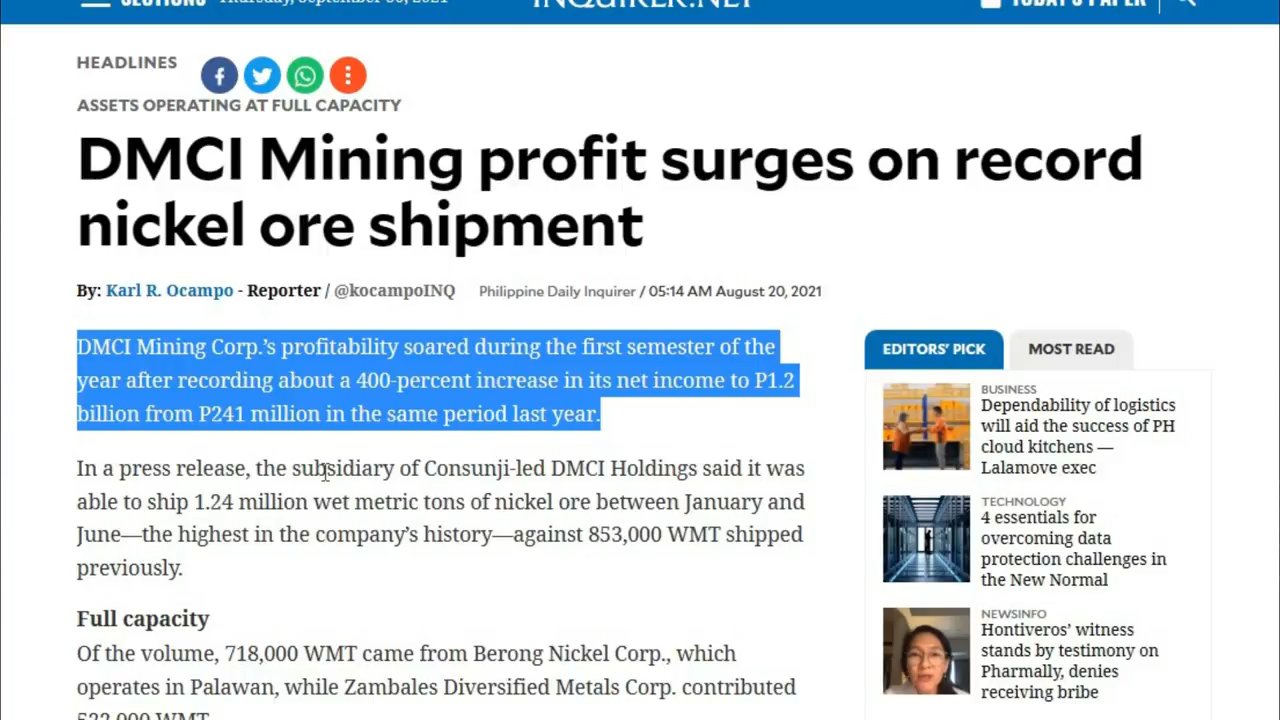 SECTIONS Thursday, September 30, 2021 INQUIRER.NET TODAY'S PAPER
HEADLINES
ASSETS OPERATING AT FULL CAPACITY
DMCI Mining profit surges on record
nickel ore shipment
By: Karl R. Ocampo - Reporter / @kocampoINQ Philippine Daily Inquirer / 05:14 AM August 20, 2021
DMCI Mining Corp.’s profitability soared during the first semester of the
year after recording about a 400-percent increase in its net income to P1.2
billion from P241 million in the same period last year.
In a press release, the subsidiary of Consunji-led DMCI Holdings said it was
able to ship 1.24 million wet metric tons of nickel ore between January and
June—the highest in the company’s history—against 853,000 WMT shipped
previously.
Full capacity
Of the volume, 718,000 WMT came from Berong Nickel Corp., which
operates in Palawan, while Zambales Diversified Metals Corp. contributed
522,000 WMT.
EDITORS’ PICK MOST READ
BUSINESS
Dependability of logistics
will aid the success of PH
cloud kitchens —
Lalamove exec
TECHNOLOGY
4 essentials for
overcoming data
protection challenges in
the New Normal
NEWSINFO
Hontiveros’ witness
stands by testimony on
Pharmally, denies
receiving bribe